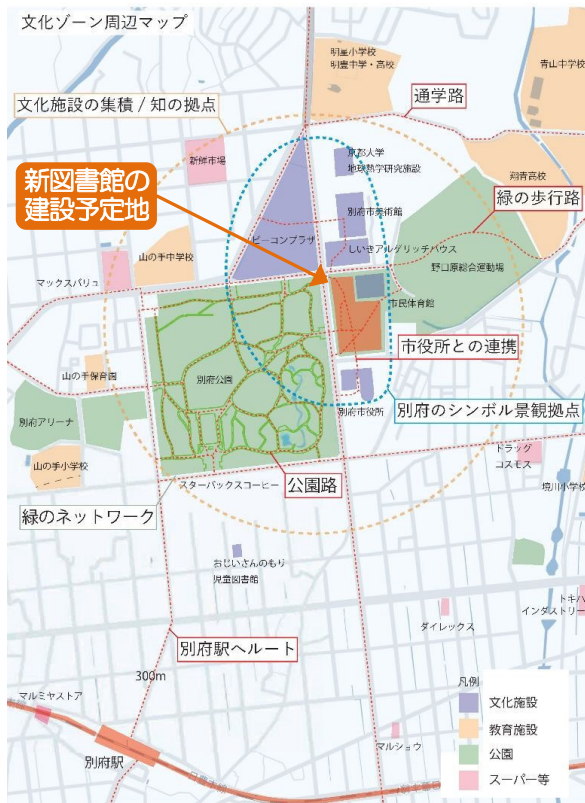 文化ゾーン周辺マップ
明星小学校
明豊中学・高校
青山中学校
通学路
文化施設の集積 / 知の拠点
新鮮市場
京都大学
地球熱学研究施設
翔青高校
新図書館の
建設予定地
別府市美術館
緑の歩行路
山の手中学校
ビーコンプラザ
しいきアルゲリッチハウス
野口原総合運動場
マックスバリュ
市民体育館
市役所との連携
山の手保育園
別府公園
別府アリーナ
別府市役所
別府のシンボル景観拠点
山の手小学校
ドラッグ
コスモス
スターバックスコーヒー
公園路
境川小学校
緑のネットワーク
おじいさんのもり
児童図書館
トキハ
インダストリー
ダイレックス
別府駅へルート
300m
凡例
マルミヤストア
文化施設
教育施設
マルショウ
公園
別府駅
スーパー等
日豊本線